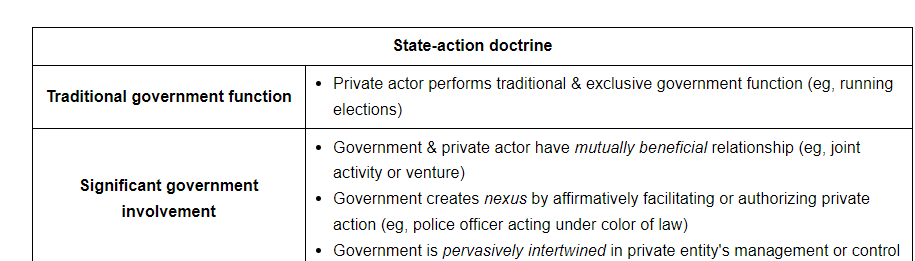 State-action doctrine
Traditional government function
• Private actor performs traditional & exclusive government function (eg, running
elections)
Significant government
involvement
• Government & private actor have mutually beneficial relationship (eg, joint
activity or venture)
• Government creates nexus by affirmatively facilitating or authorizing private
action (eg, police officer acting under color of law)
• Government is pervasively intertwined in private entity's management or control